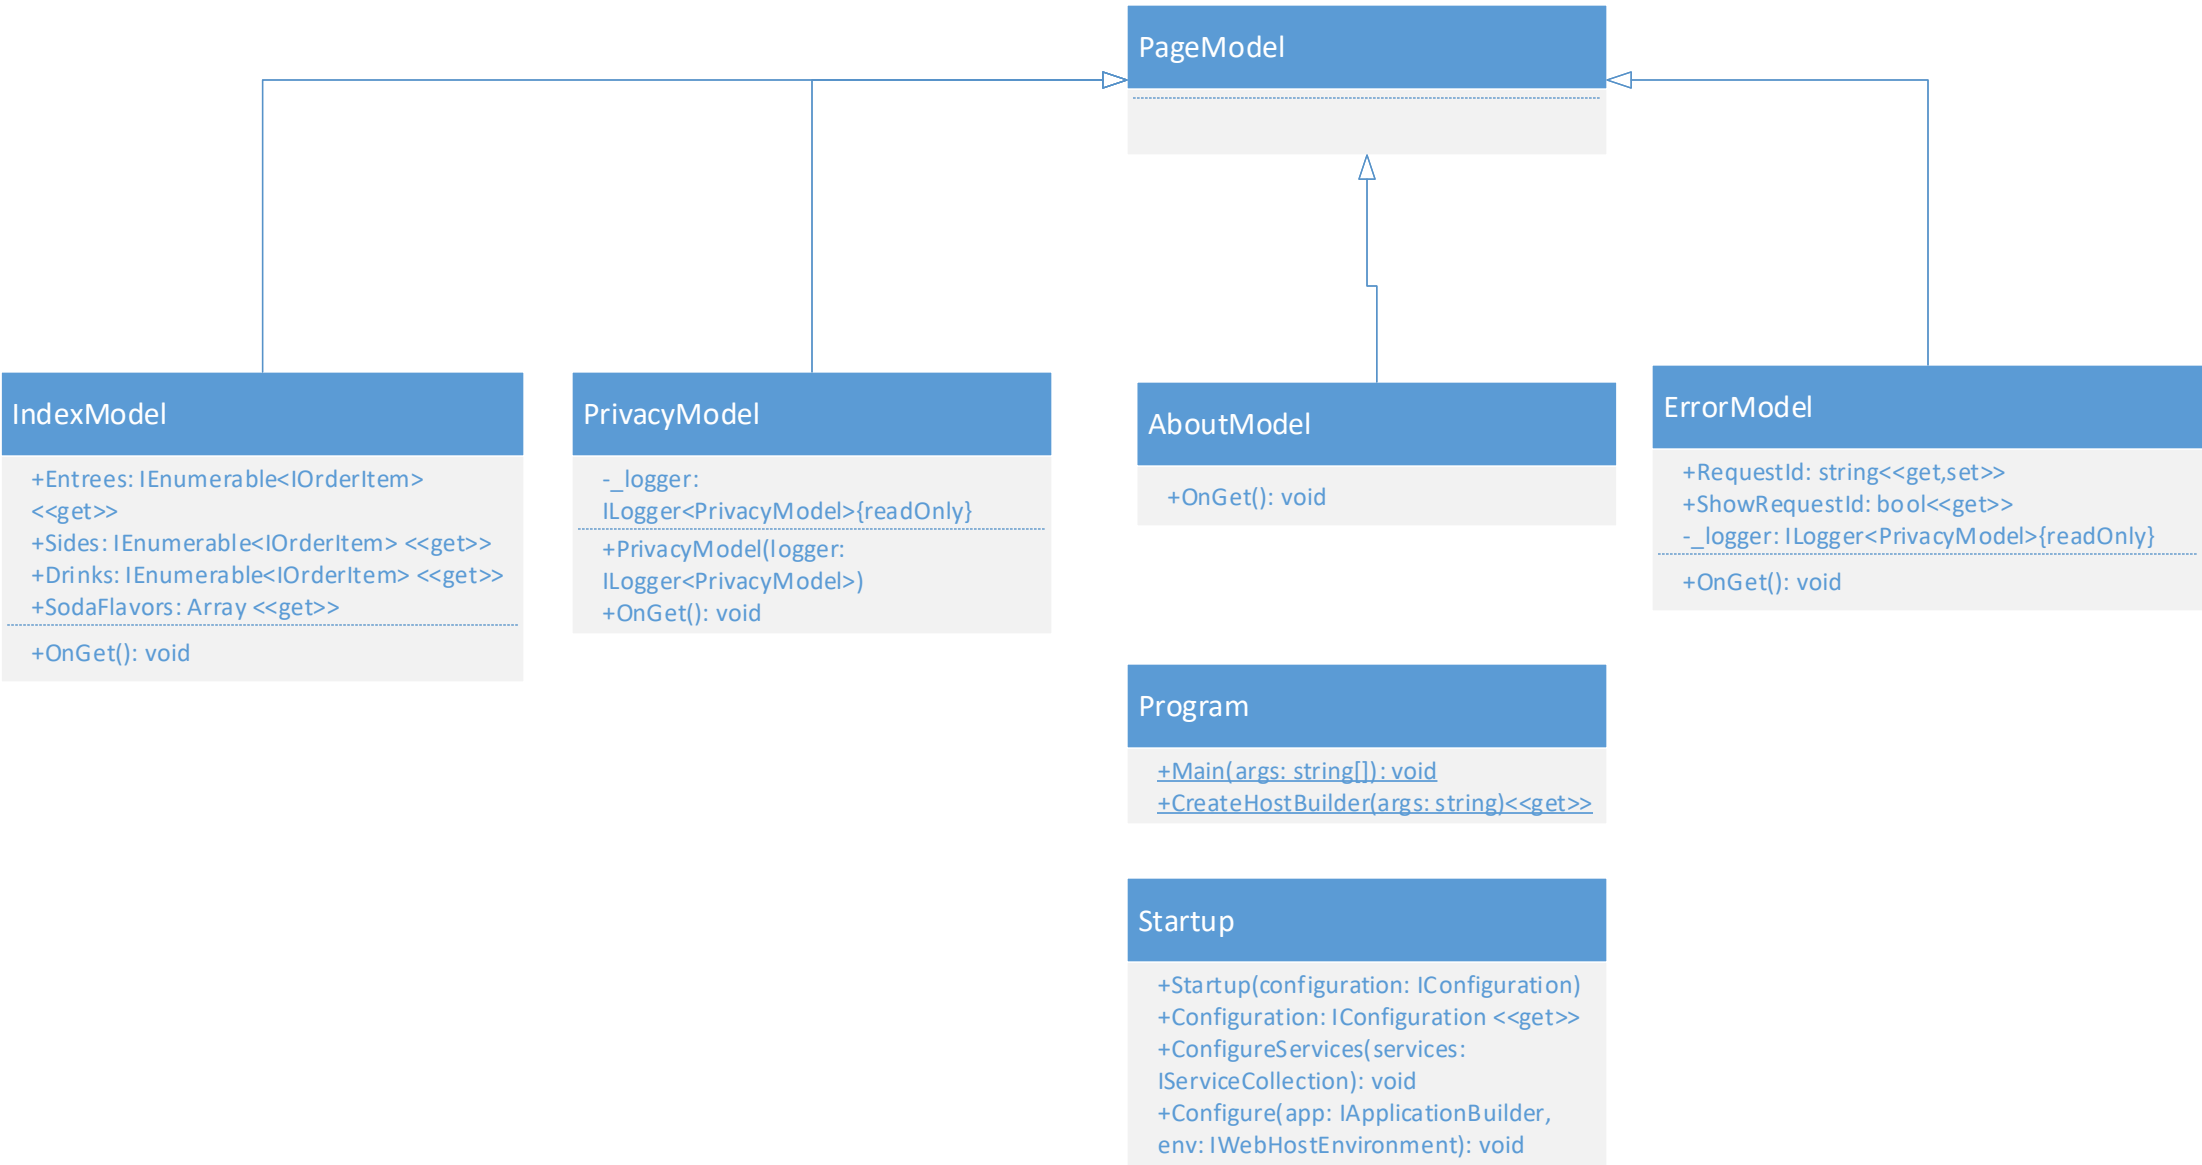 PageModel
IndexModel
+Entrees: IEnumerable<IOrderItem>
<<get>>
+Sides: IEnumerable<IOrderItem> <<get>>
+Drinks: IEnumerable<IOrderItem> <<get>>
+SodaFlavors: Array <<get>>
+OnGet(): void
PrivacyModel
-_logger:
ILogger<PrivacyModel>{readOnly}
+PrivacyModel(logger:
ILogger<PrivacyModel>)
+OnGet(): void
AboutModel
+OnGet(): void
ErrorModel
+RequestId: string<<get,set>>
+ShowRequestId: bool<<get>>
-_logger: ILogger<PrivacyModel>{readOnly}
+OnGet(): void
Program
+Main(args: string[]): void
+CreateHostBuilder(args: string)<<get>>
Startup
+Startup(configuration: IConfiguration)
+Configuration: IConfiguration <<get>>
+ConfigureServices(services:
IServiceCollection): void
+Configure(app: IApplicationBuilder,
env: IWebHostEnvironment): void